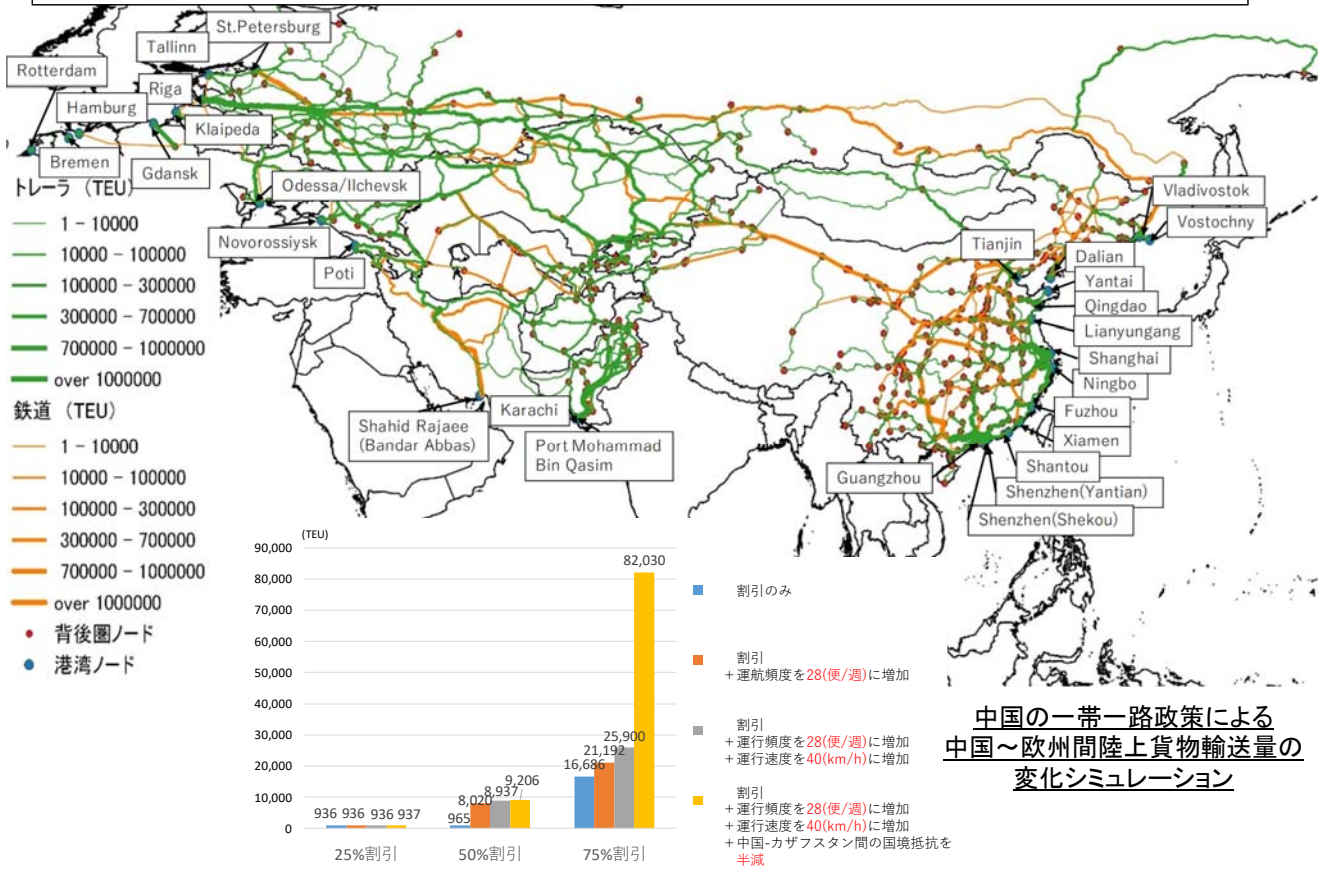 St.Petersburg
Tallinn
Rotterdam
Riga
Hamburg
Klaipeda
Bremen
Gdansk
Odessa/Ilchevsk
Novorossiysk
Poti
Vladivostok
Vostochny
Tianjin
Dalian
Yantai
Qingdao
Lianyungang
Shanghai
Ningbo
Fuzhou
Xiamen
Shantou
Shenzhen(Yantian)
Shenzhen(Shekou)
Guangzhou
Karachi
Shahid Rajaee
(Bandar Abbas)
Port Mohammad
Bin Qasim
トレーラ (TEU)
1 - 10000
10000 - 100000
100000 - 300000
300000 - 700000
700000 - 1000000
over 1000000
鉄道 (TEU)
1 - 10000
10000 - 100000
100000 - 300000
300000 - 700000
700000 - 1000000
over 1000000
背後圏ノード
港湾ノード
(TEU)
90,000
80,000
70,000
60,000
50,000
40,000
30,000
20,000
10,000
0
936 936 936 937
965
8,020
8,937
9,206
16,686
21,192
25,900
82,030
25%割引 50%割引 75%割引
割引のみ
割引
+運航頻度を28(便/週)に増加
割引
+運行頻度を28(便/週)に増加
+運行速度を40(km/h)に増加
割引
+運行頻度を28(便/週)に増加
+運行速度を40(km/h)に増加
+中国-カザフスタン間の国境抵抗を
半減
中国の一帯一路政策による
中国～欧州間陸上貨物輸送量の
変化シミュレーション